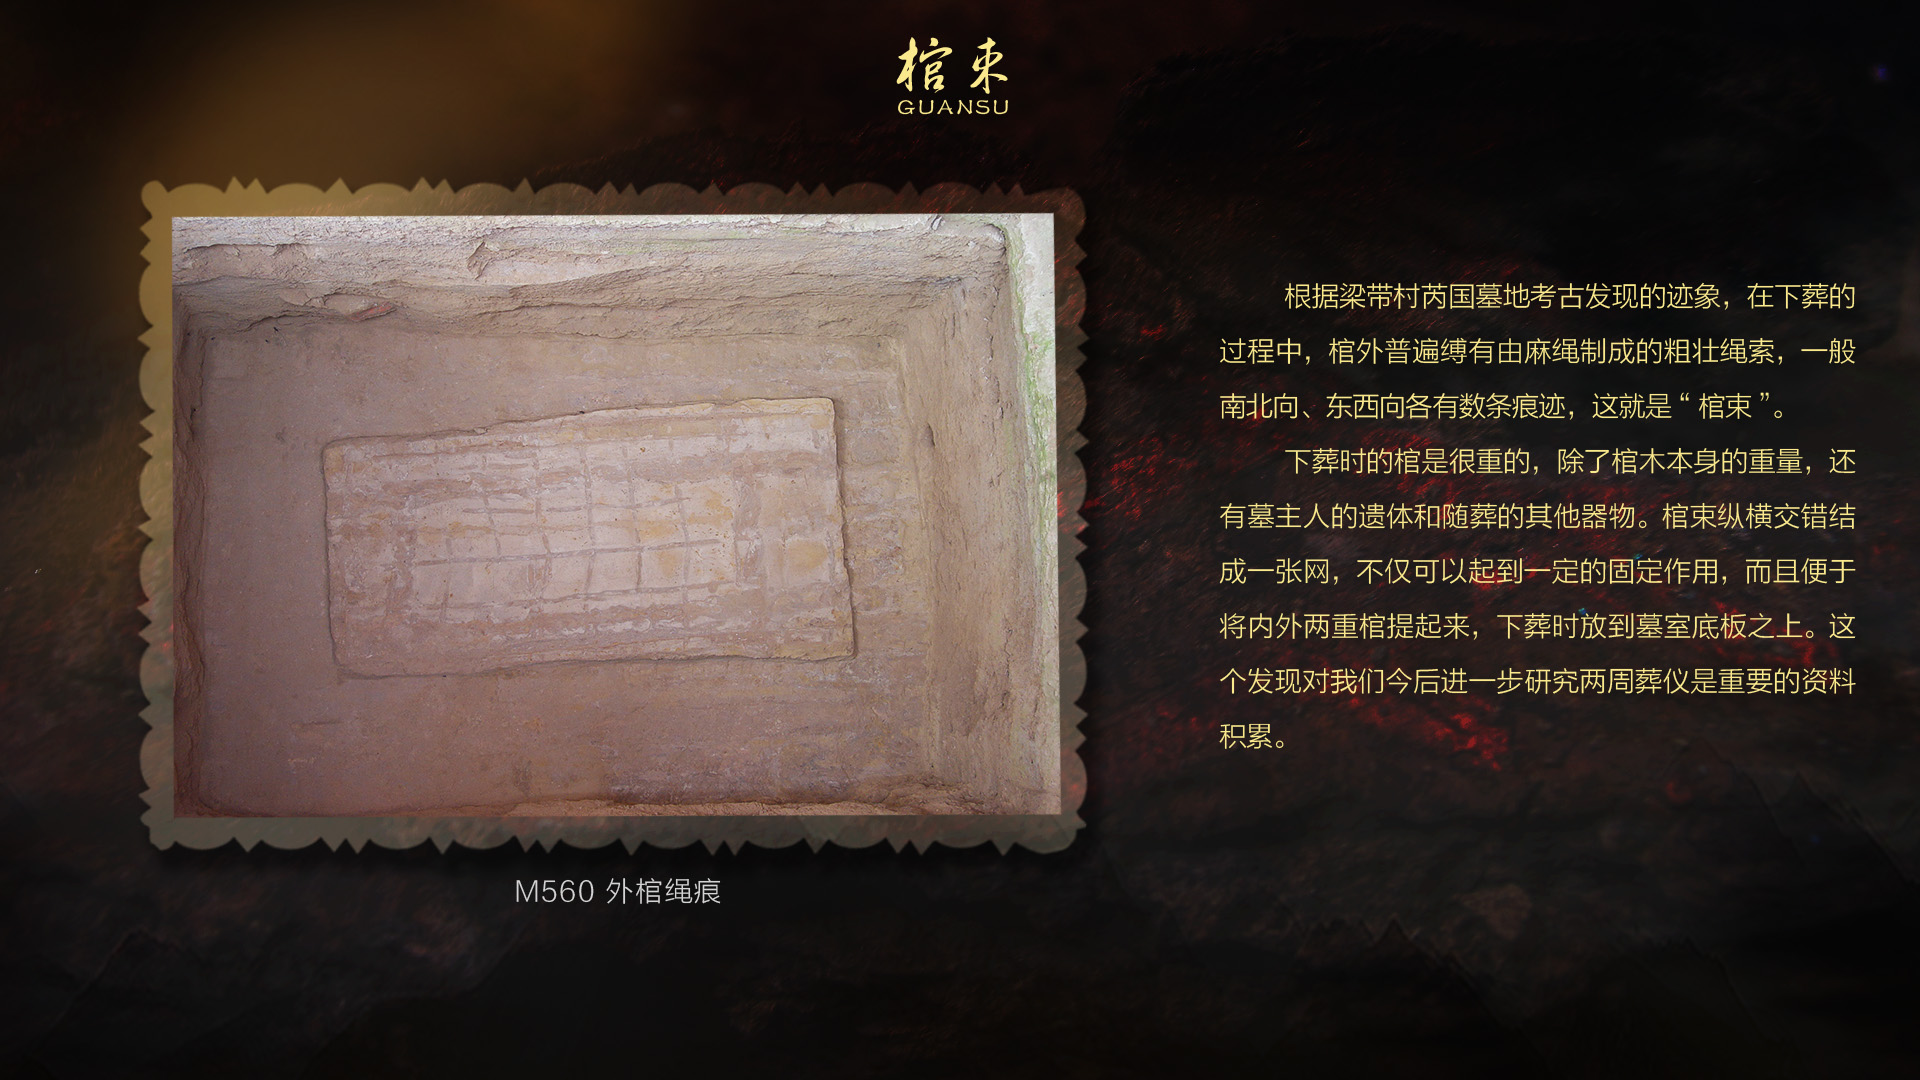 棺束
GUANSU
根据梁带村芮国墓地考古发现的迹象，在下葬的
过程中，棺外普遍缚有由麻绳制成的粗壮绳索，一般
南北向、东西向各有数条痕迹，这就是“棺束”。
下葬时的棺是很重的，除了棺木本身的重量，还
有墓主人的遗体和随葬的其他器物。棺束纵横交错结
成一张网，不仅可以起到一定的固定作用，而且便于
将内外两重棺提起来，下葬时放到墓室底板之上。这
个发现对我们今后进一步研究两周葬仪是重要的资料
积累。
M560 外棺绳痕